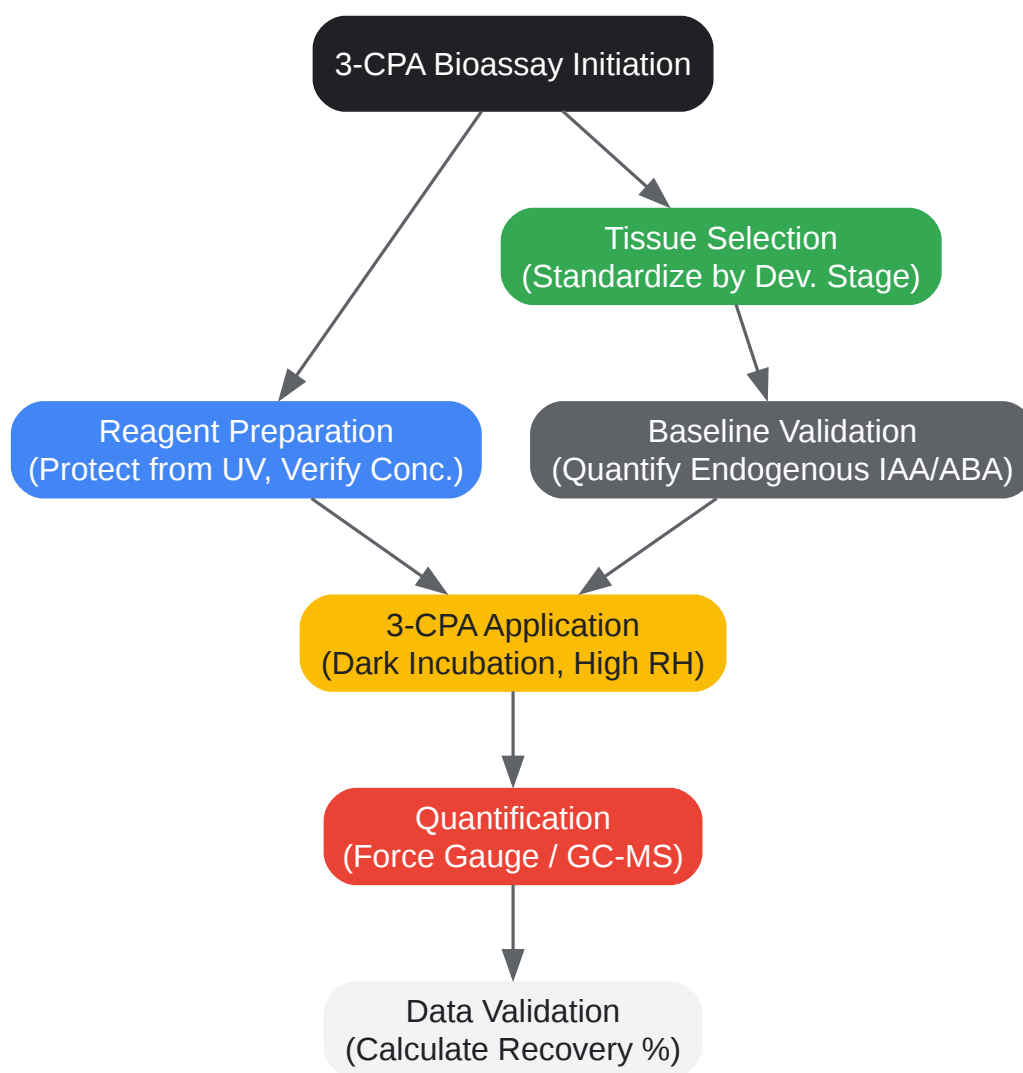 3-CPA Bioassay Initiation
Tissue Selection
(Standardize by Dev. Stage)
Reagent Preparation
(Protect from UV, Verify Conc.)
Baseline Validation
(Quantify Endogenous IAA/ABA)
3-CPA Application
(Dark Incubation, High RH)
Quantification
(Force Gauge / GC-MS)
Data Validation
(Calculate Recovery %)